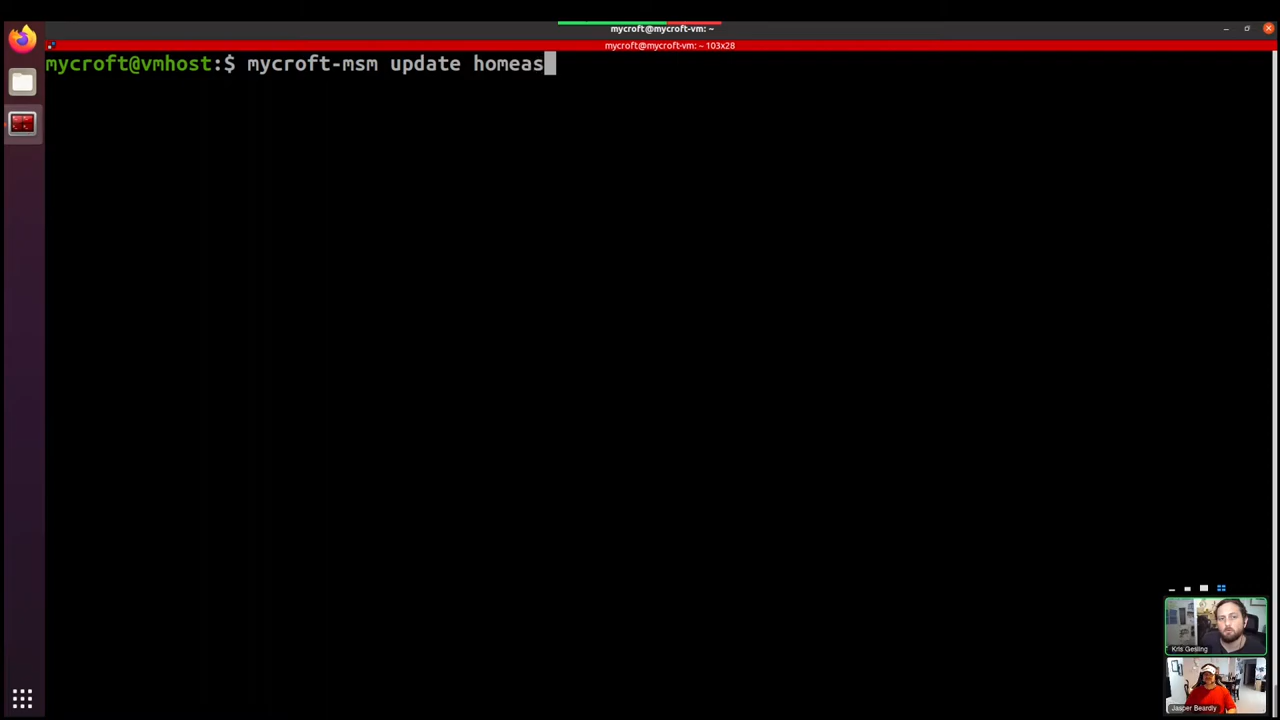 mycroft@mycroft-vm: ~
mycroft@mycroft-vm: ~ 103x28
mycroft@vmhost:$ mycroft-msm update homeas
Kris Gesling
Jasper Beardly